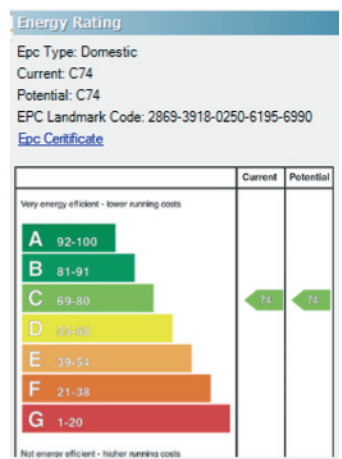 Energy Rating
Epc Type: Domestic
Current: C74
Potential: C74
EPC Landmark Code: 2869-3918-0250-6195-6990
Epc Ceritificate
Current Potential
Very energy efficient - lower running costs
A 92-100
B 81-91
C 69-80
74 74
D 55-68
E 39-54
F 21-38
G 1-20
Not energy efficient - higher running costs